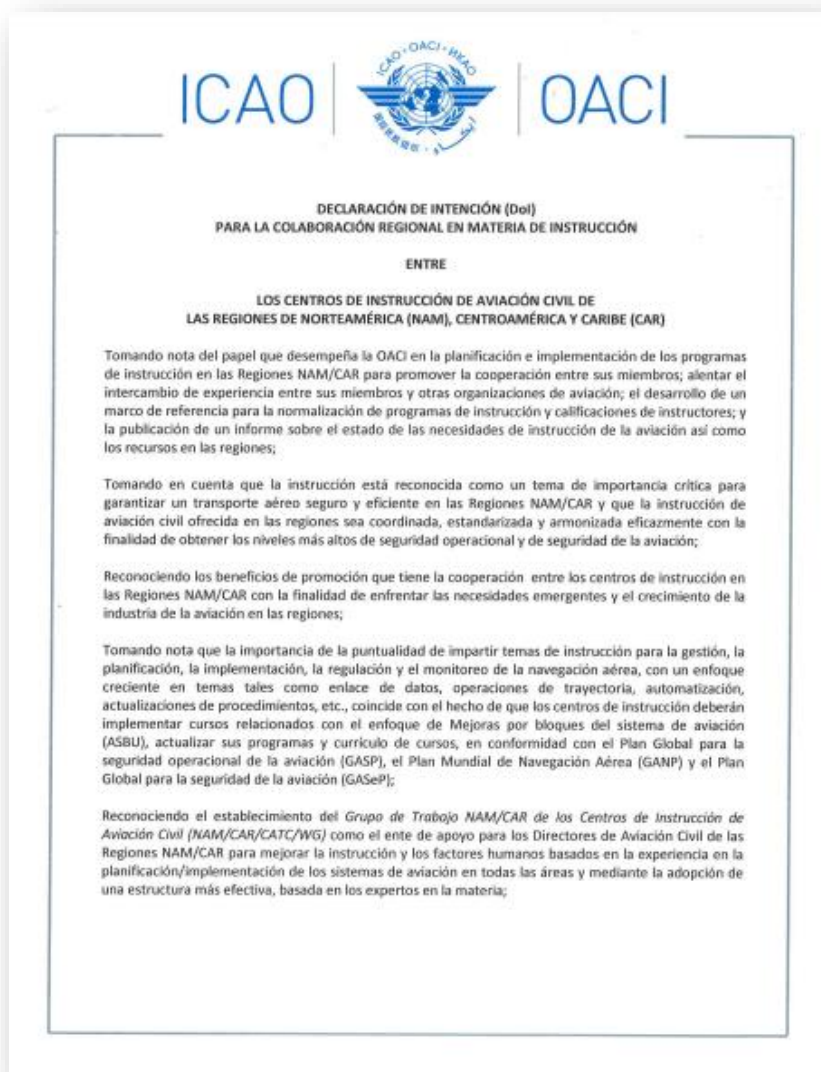 ICAO
ICAO · OACI · ИКАО
OACI
DECLARACIÓN DE INTENCIÓN (DoI)
PARA LA COLABORACIÓN REGIONAL EN MATERIA DE INSTRUCCIÓN
ENTRE
LOS CENTROS DE INSTRUCCIÓN DE AVIACIÓN CIVIL DE
LAS REGIONES DE NORTEAMÉRICA (NAM), CENTROAMÉRICA Y CARIBE (CAR)
Tomando nota del papel que desempeña la OACI en la planificación e implementación de los programas
de instrucción en las Regiones NAM/CAR para promover la cooperación entre sus miembros; alentar el
intercambio de experiencia entre sus miembros y otras organizaciones de aviación; el desarrollo de un
marco de referencia para la normalización de programas de instrucción y calificaciones de instructores; y
la publicación de un informe sobre el estado de las necesidades de instrucción de la aviación así como
los recursos en las regiones;
Tomando en cuenta que la instrucción está reconocida como un tema de importancia crítica para
garantizar un transporte aéreo seguro y eficiente en las Regiones NAM/CAR y que la instrucción de
aviación civil ofrecida en las regiones sea coordinada, estandarizada y armonizada eficazmente con la
finalidad de obtener los niveles más altos de seguridad operacional y de seguridad de la aviación;
Reconociendo los beneficios de promoción que tiene la cooperación entre los centros de instrucción en
las Regiones NAM/CAR con la finalidad de enfrentar las necesidades emergentes y el crecimiento de la
industria de la aviación en las regiones;
Tomando nota que la importancia de la puntualidad de impartir temas de instrucción para la gestión, la
planificación, la implementación, la regulación y el monitoreo de la navegación aérea, con un enfoque
creciente en temas tales como enlace de datos, operaciones de trayectoria, automatización,
actualizaciones de procedimientos, etc., coincide con el hecho de que los centros de instrucción deberán
implementar cursos relacionados con el enfoque de Mejoras por bloques del sistema de aviación
(ASBU), actualizar sus programas y currículo de cursos, en conformidad con el Plan Global para la
seguridad operacional de la aviación (GASP), el Plan Mundial de Navegación Aérea (GANP) y el Plan
Global para la seguridad de la aviación (GASeP);
Reconociendo el establecimiento del Grupo de Trabajo NAM/CAR de los Centros de Instrucción de
Aviación Civil (NAM/CAR/CATC/WG) como el ente de apoyo para los Directores de Aviación Civil de las
Regiones NAM/CAR para mejorar la instrucción y los factores humanos basados en la experiencia en la
planificación/implementación de los sistemas de aviación en todas las áreas y mediante la adopción de
una estructura más efectiva, basada en los expertos en la materia;